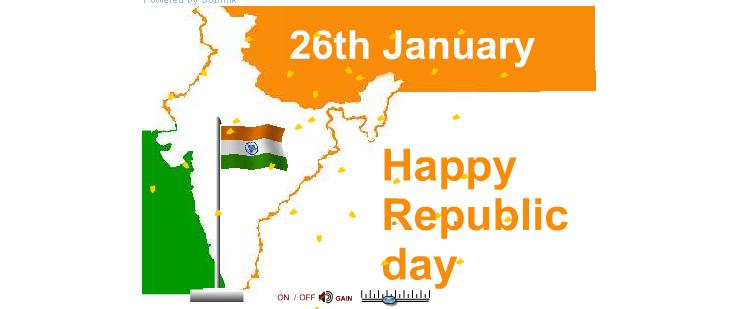 26th January
Happy
Republic
day
ON / OFF GAIN